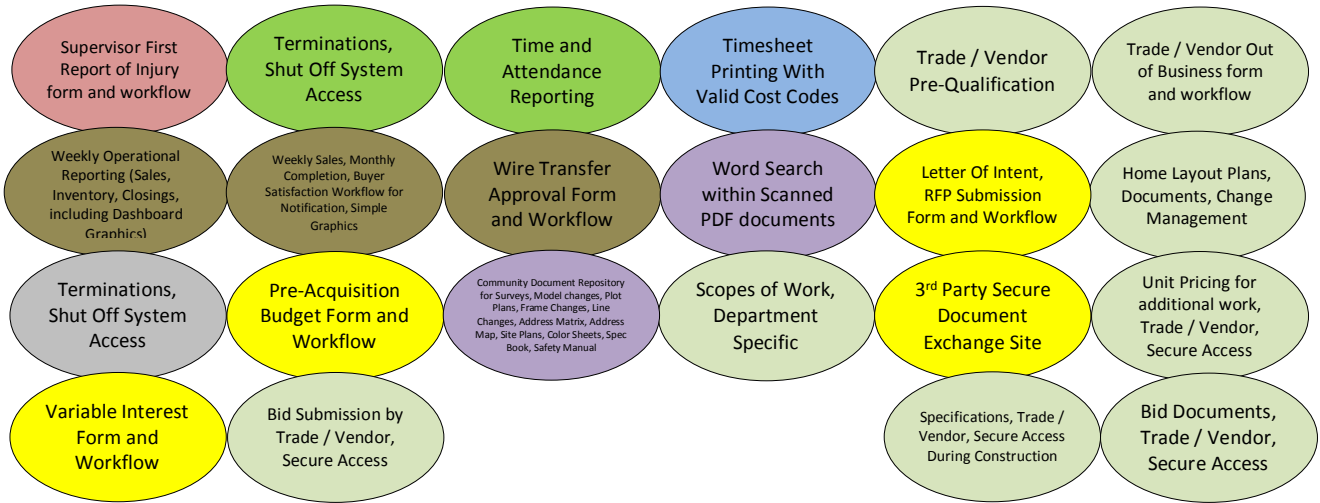 Supervisor First
Report of Injury
form and workflow
Terminations,
Shut Off System
Access
Time and
Attendance
Reporting
Timesheet
Printing With
Valid Cost Codes
Trade / Vendor
Pre-Qualification
Trade / Vendor Out
of Business form
and workflow
Weekly Operational
Reporting (Sales,
Inventory, Closings,
including Dashboard
Graphics)
Weekly Sales, Monthly
Completion, Buyer
Satisfaction Workflow for
Notification, Simple
Graphics
Wire Transfer
Approval Form
and Workflow
Word Search
within Scanned
PDF documents
Letter Of Intent,
RFP Submission
Form and Workflow
Home Layout Plans,
Documents, Change
Management
Terminations,
Shut Off System
Access
Pre-Acquisition
Budget Form and
Workflow
Community Document Repository
for Surveys, Model changes, Plot
Plans, Frame Changes, Line
Changes, Address Matrix, Address
Map, Site Plans, Color Sheets, Spec
Book, Safety Manual
Scopes of Work,
Department
Specific
3rd Party Secure
Document
Exchange Site
Unit Pricing for
additional work,
Trade / Vendor,
Secure Access
Variable Interest
Form and
Workflow
Bid Submission by
Trade / Vendor,
Secure Access
Specifications, Trade /
Vendor, Secure Access
During Construction
Bid Documents,
Trade / Vendor,
Secure Access